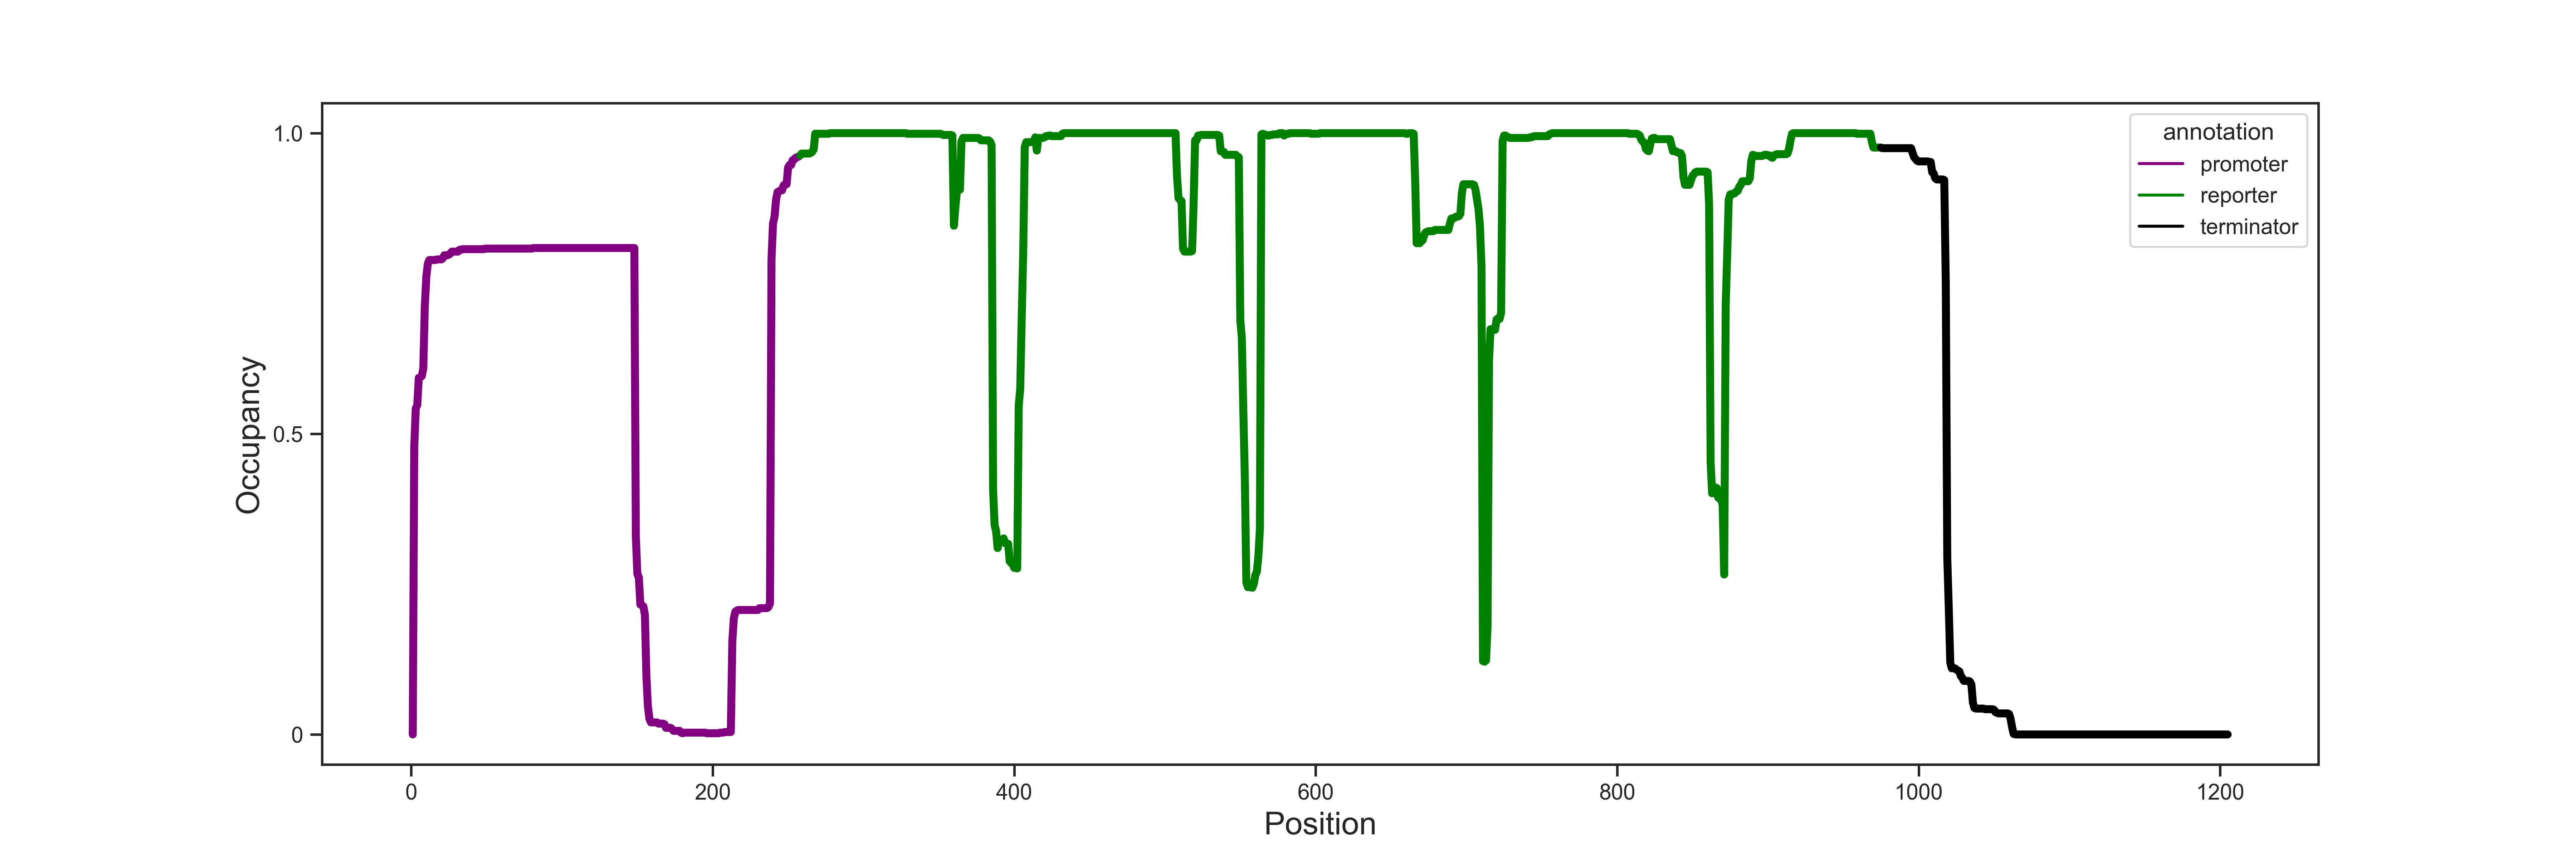 annotation
promoter
reporter
terminator
Occupancy
1.0
0.5
0
0 200 400 600 800 1000 1200
Position